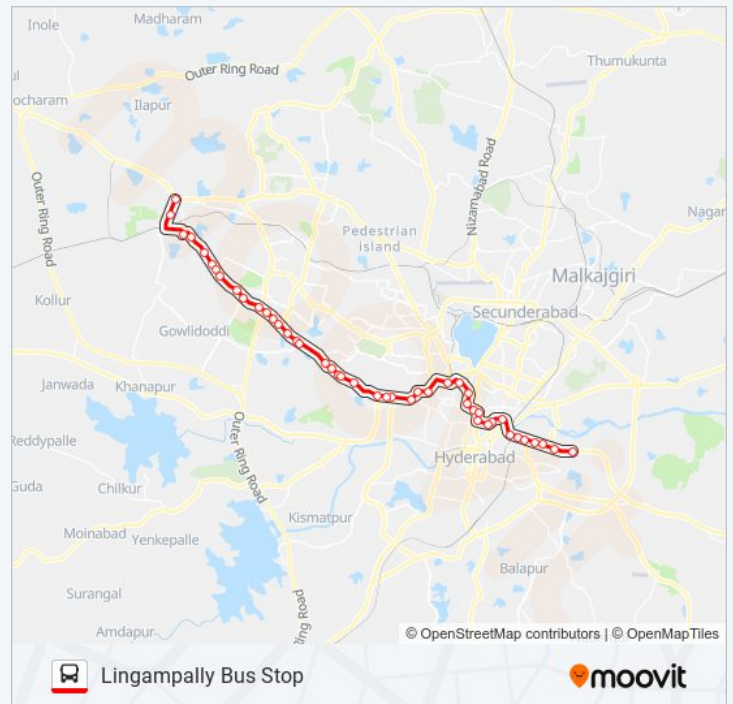 Madharam
Inole
Outer Ring Road
Thumukunta
ul
ocharam
Ilapur
Nizamabad Road
Outer Ring Road
Nagar
Pedestrian
island
Malkajgiri
Kollur
Secunderabad
Gowlidoddi
Janwada
Khanapur
Reddypalle
Outer Ring Road
Hyderabad
Guda
Chilkur
Kismatpur
Moinabad
Yenkepalle
Balapur
Surangal
Ring Road
Amdapur
© OpenStreetMap contributors | © OpenMapTiles
Lingampally Bus Stop
moovit